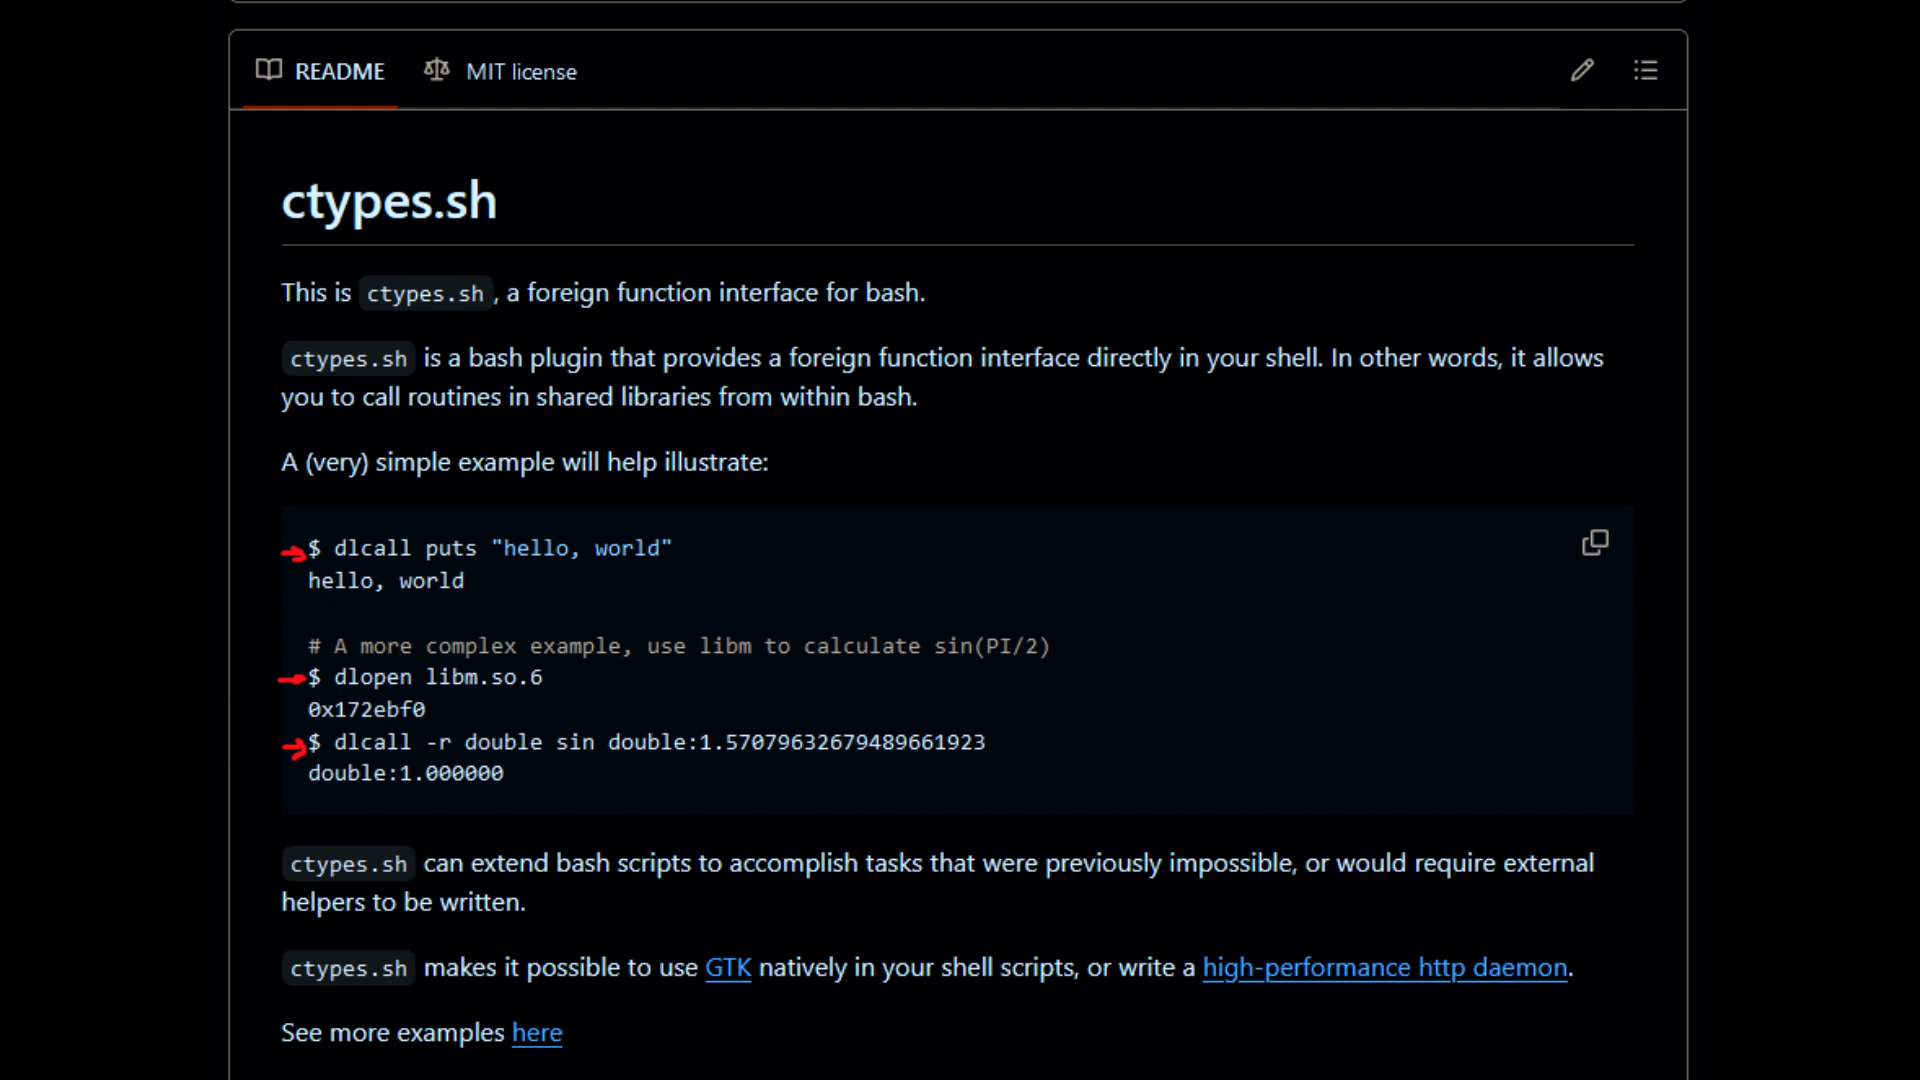 README MIT license
ctypes.sh
This is ctypes.sh, a foreign function interface for bash.
ctypes.sh is a bash plugin that provides a foreign function interface directly in your shell. In other words, it allows
you to call routines in shared libraries from within bash.
A (very) simple example will help illustrate:
$ dlcall puts "hello, world"
hello, world
# A more complex example, use libm to calculate sin(PI/2)
$ dlopen libm.so.6
0x172ebf0
$ dlcall -r double sin double:1.57079632679489661923
double:1.000000
ctypes.sh can extend bash scripts to accomplish tasks that were previously impossible, or would require external
helpers to be written.
ctypes.sh makes it possible to use GTK natively in your shell scripts, or write a high-performance http daemon.
See more examples here